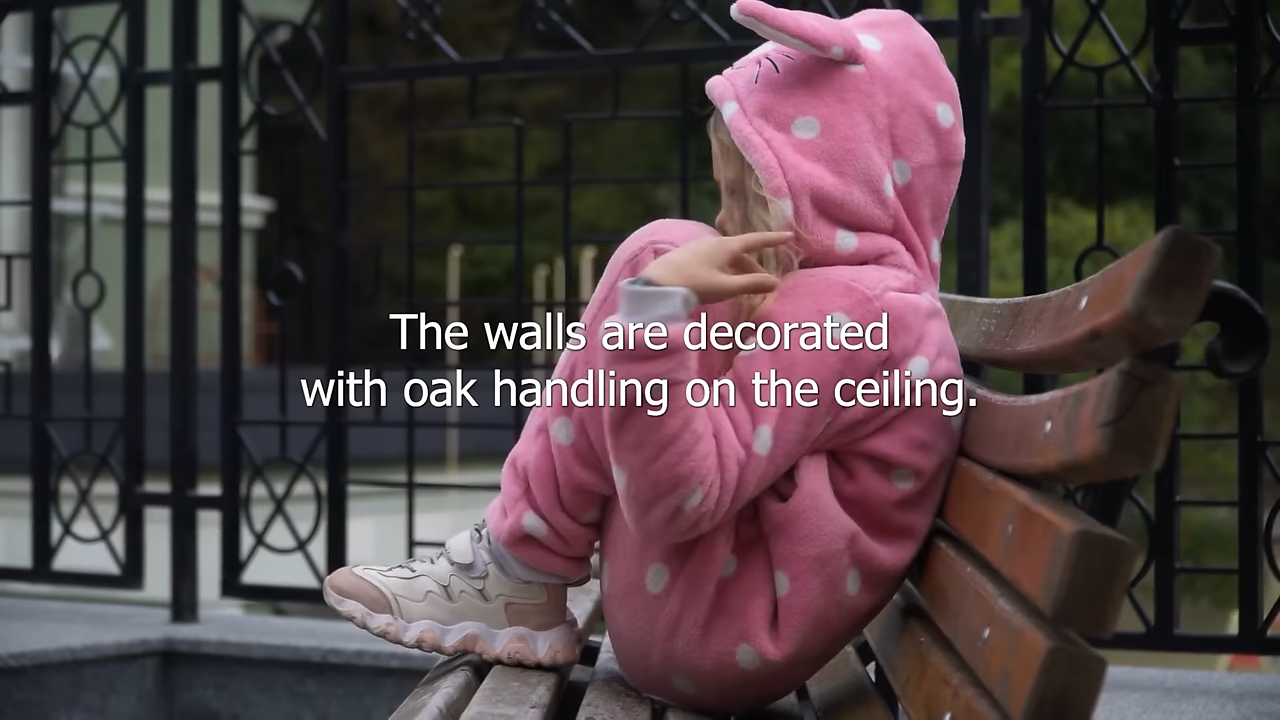 The walls are decorated
with oak handling on the ceiling.